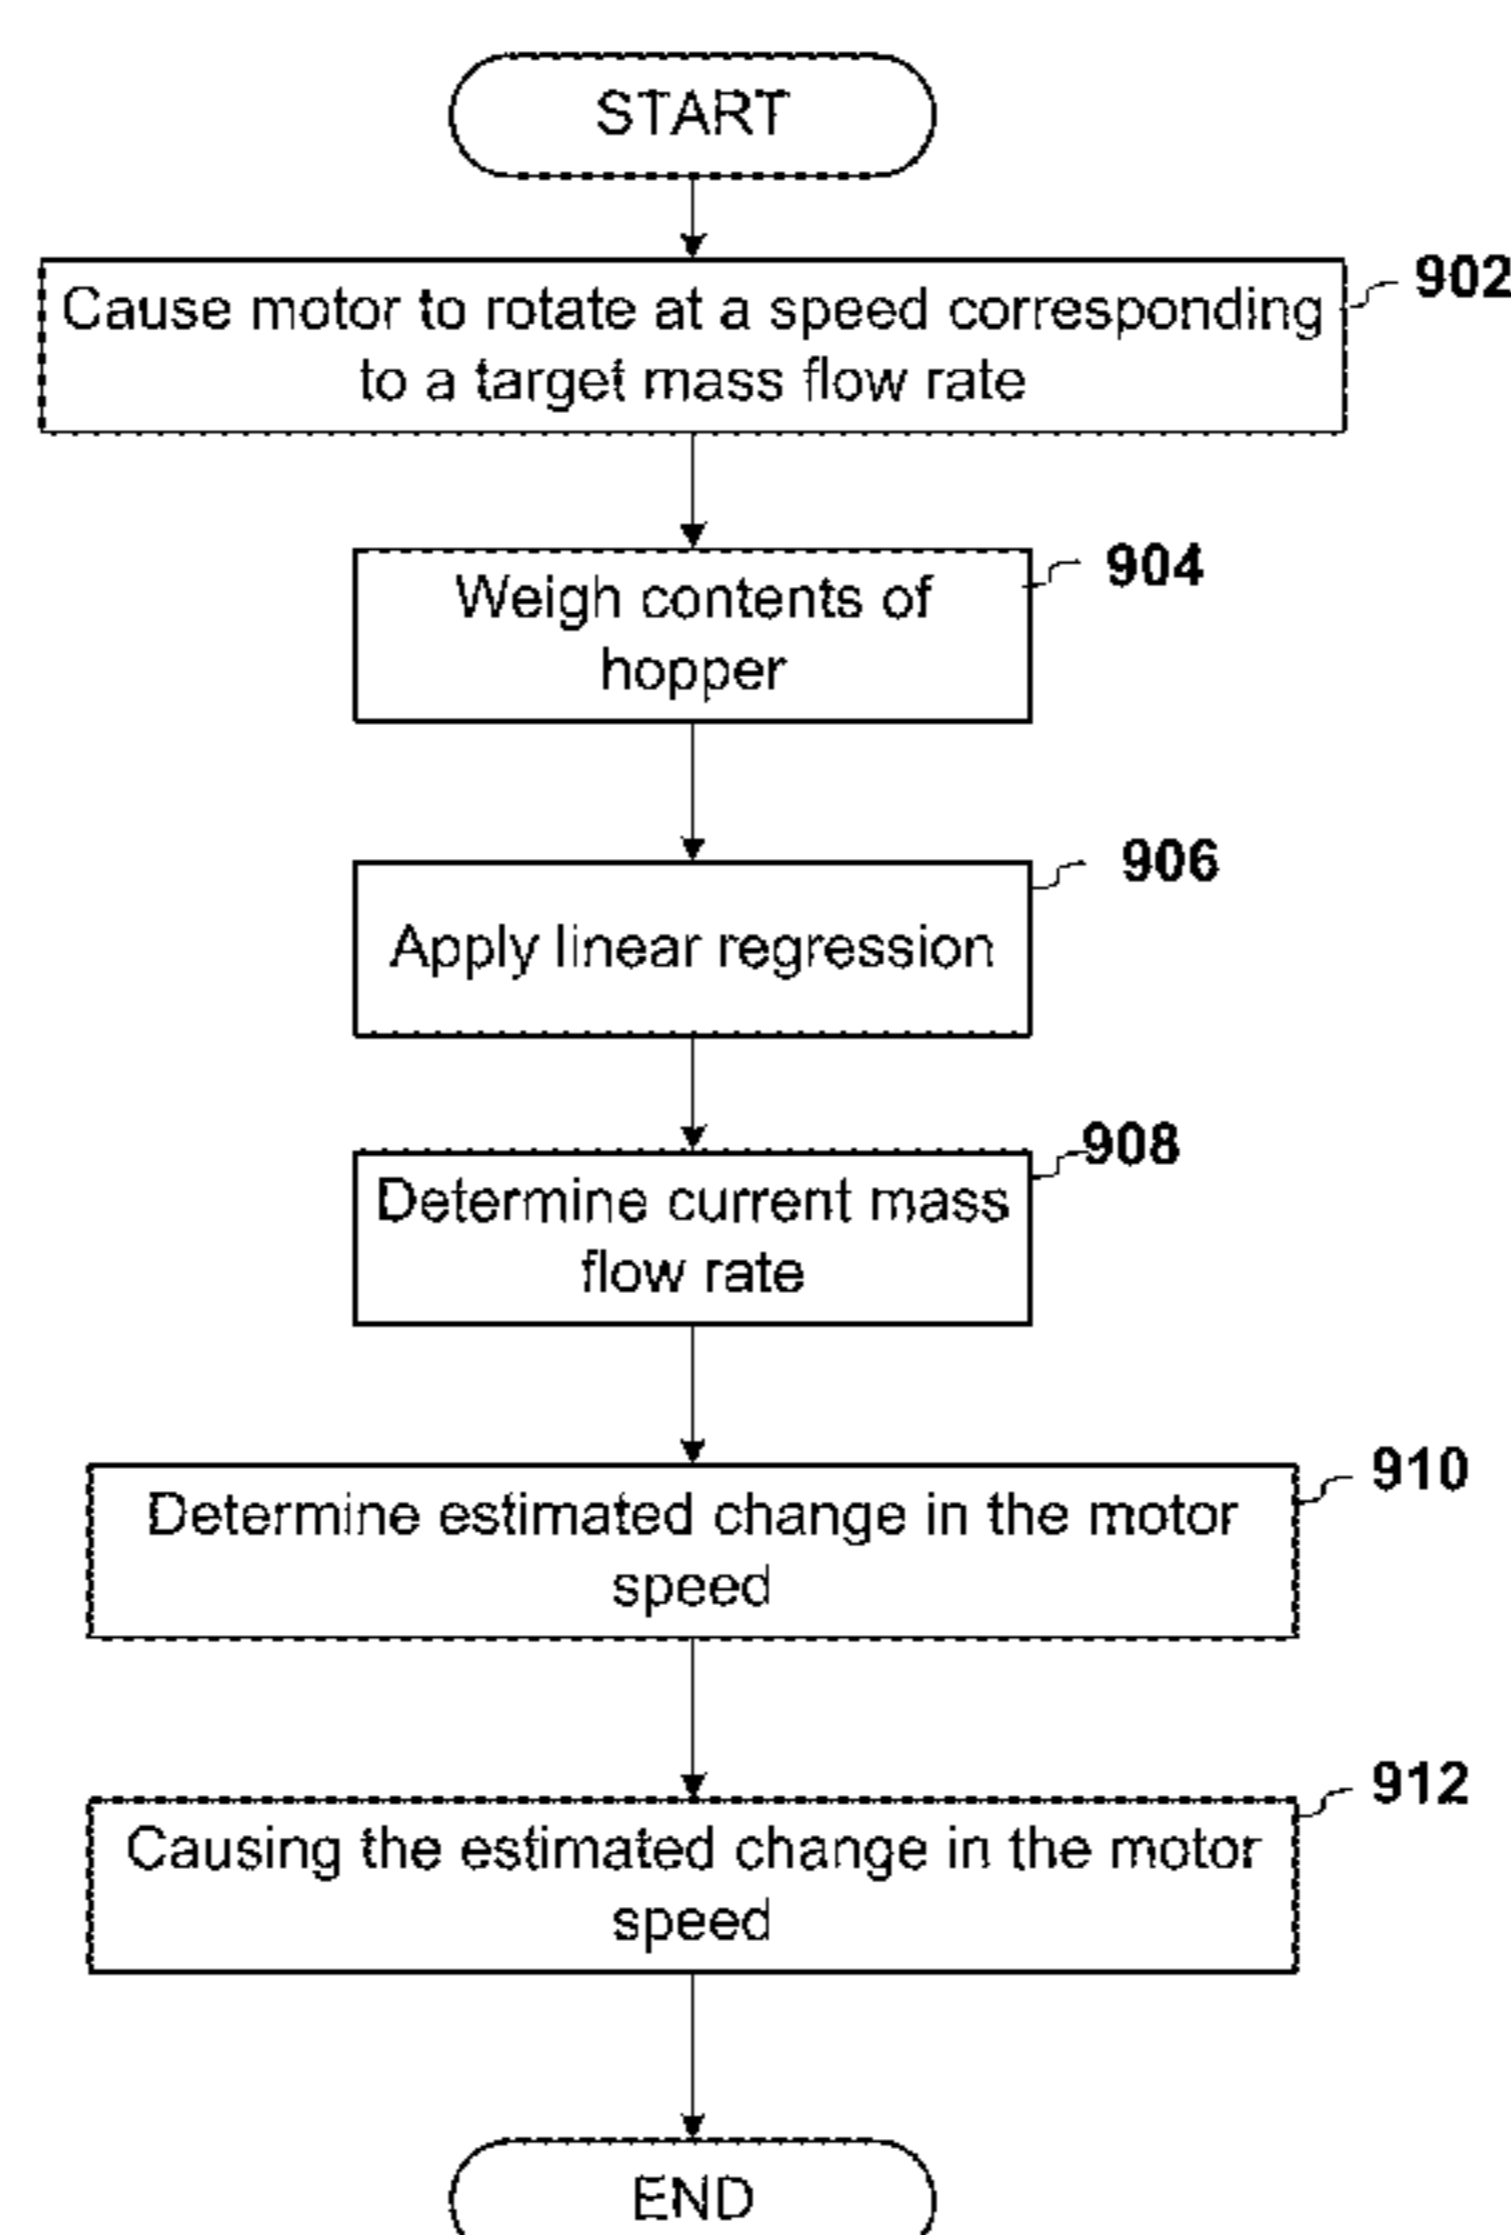 START
Cause motor to rotate at a speed corresponding
to a target mass flow rate
902
Weigh contents of
hopper
904
Apply linear regression
906
Determine current mass
flow rate
908
Determine estimated change in the motor
speed
910
Causing the estimated change in the motor
speed
912
END